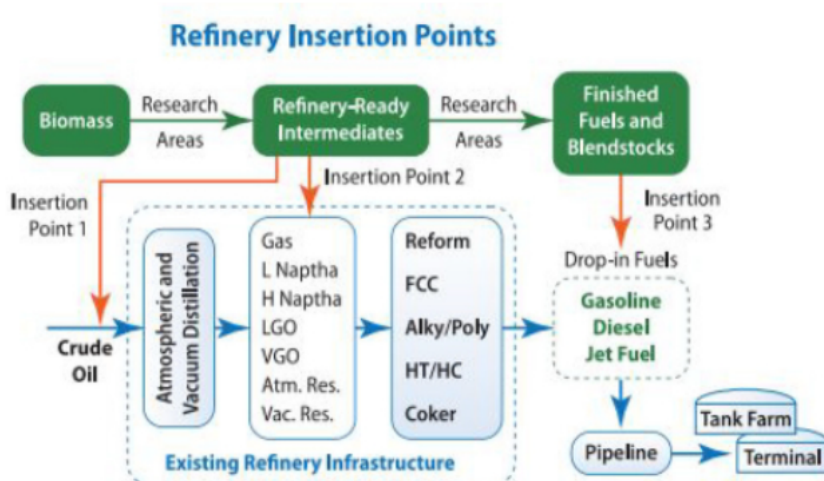 Refinery Insertion Points
Biomass
Research
Areas
Refinery-Ready
Intermediates
Research
Areas
Finished
Fuels and
Blendstocks
Insertion
Point 1
Insertion Point 2
Insertion
Point 3
Drop-in Fuels
Crude
Oil
Atmospheric and
Vacuum Distillation
Gas
L Naptha
H Naptha
LGO
VGO
Atm. Res.
Vac. Res.
Reform
FCC
Alky/Poly
HT/HC
Coker
Gasoline
Diesel
Jet Fuel
Existing Refinery Infrastructure
Pipeline
Tank Farm
Terminal